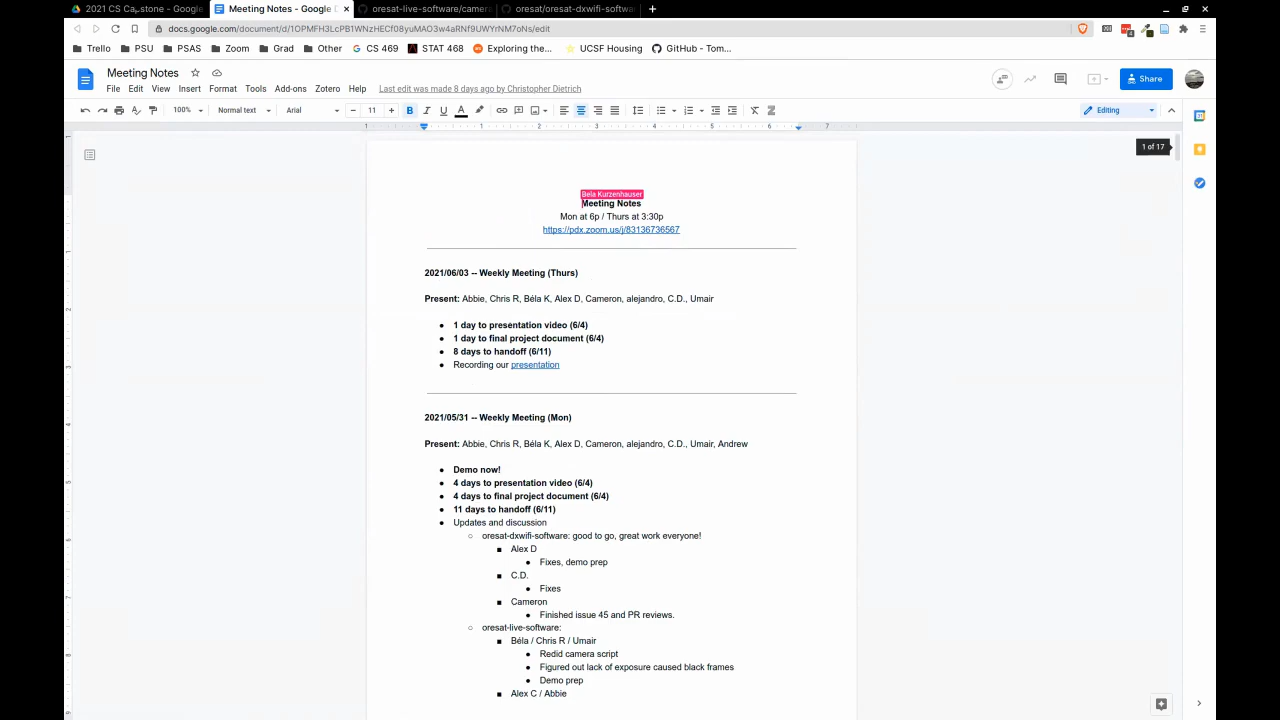 2021 CS Capstone - Google
Meeting Notes - Google
oresat-live-software/camera
oresat/oresat-dxwifi-software
docs.google.com/document/d/1OPMFH3LcPB1WNzHECf08yuMAO3w4aRNf9UWYrNM7oNs/edit
Trello PSU PSAS Zoom Grad Other CS 469 STAT 468 Exploring the... UCSF Housing GitHub - Tom...
Meeting Notes
File Edit View Insert Format Tools Add-ons Zotero Help Last edit was made 8 days ago by Christopher Dietrich
Share
100% Normal text Arial 11 B I U A Editing
1 1 2 3 4 5 6 7
1 of 17
Bela Kurzenhauser
Meeting Notes
Mon at 6p / Thurs at 3:30p
https://pdx.zoom.us/j/83136736567
2021/06/03 -- Weekly Meeting (Thurs)
Present: Abbie, Chris R, Béla K, Alex D, Cameron, alejandro, C.D., Umair
● 1 day to presentation video (6/4)
● 1 day to final project document (6/4)
● 8 days to handoff (6/11)
● Recording our presentation
2021/05/31 -- Weekly Meeting (Mon)
Present: Abbie, Chris R, Béla K, Alex D, Cameron, alejandro, C.D., Umair, Andrew
● Demo now!
● 4 days to presentation video (6/4)
● 4 days to final project document (6/4)
● 11 days to handoff (6/11)
● Updates and discussion
○ oresat-dxwifi-software: good to go, great work everyone!
■ Alex D
● Fixes, demo prep
■ C.D.
● Fixes
■ Cameron
● Finished issue 45 and PR reviews.
○ oresat-live-software:
■ Béla / Chris R / Umair
● Redid camera script
● Figured out lack of exposure caused black frames
● Demo prep
■ Alex C / Abbie